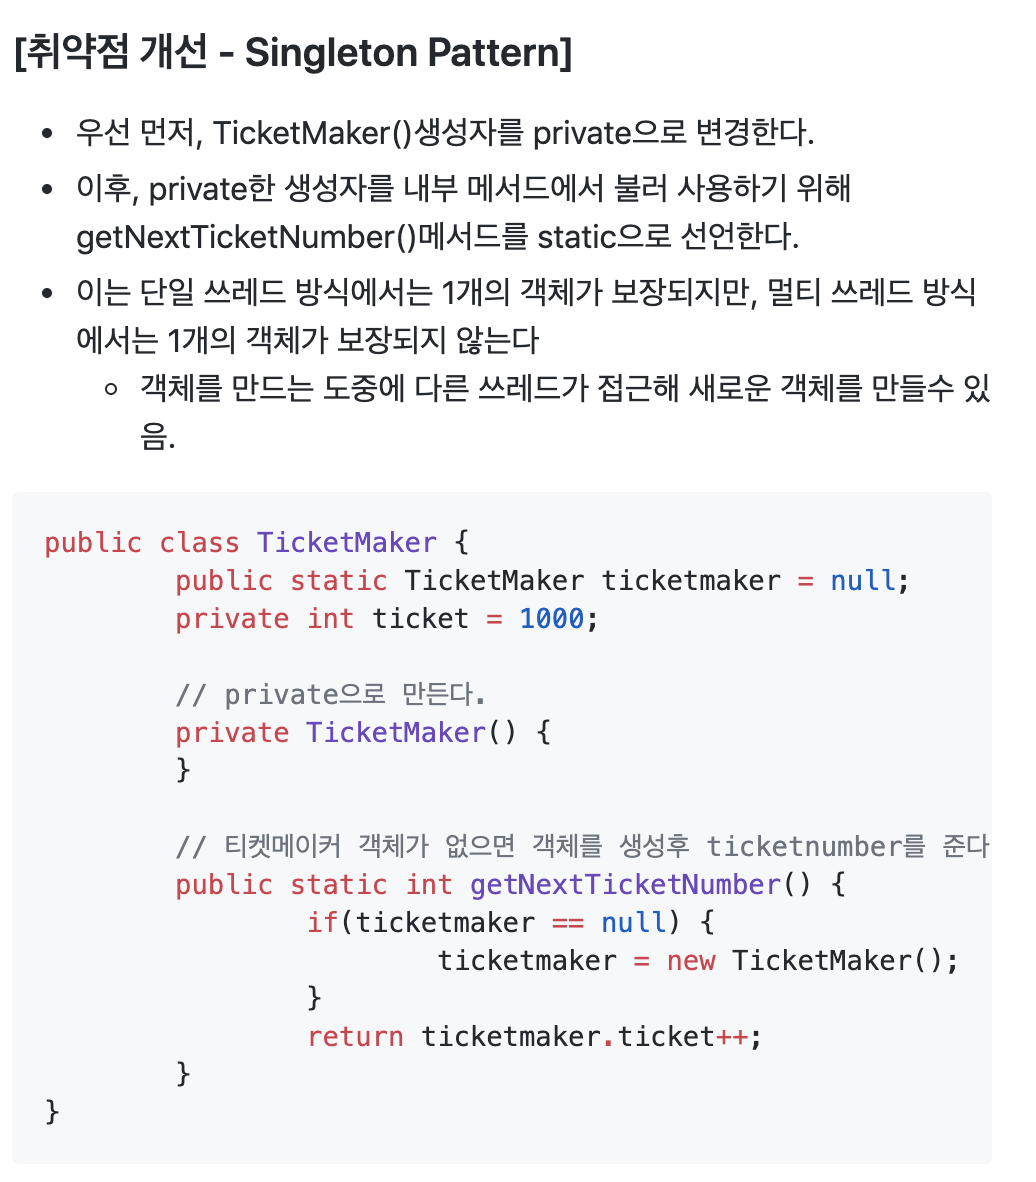 [취약점 개선 - Singleton Pattern]
우선 먼저, TicketMaker()생성자를 private으로 변경한다.
이후, private한 생성자를 내부 메서드에서 불러 사용하기 위해
getNextTicketNumber()메서드를 static으로 선언한다.
이는 단일 쓰레드 방식에서는 1개의 객체가 보장되지만, 멀티 쓰레드 방식
에서는 1개의 객체가 보장되지 않는다
객체를 만드는 도중에 다른 쓰레드가 접근해 새로운 객체를 만들수 있
음.
public class TicketMaker {
public static TicketMaker ticketmaker = null;
private int ticket = 1000;
// private으로 만든다.
private TicketMaker() {
}
// 티켓메이커 객체가 없으면 객체를 생성후 ticketnumber를 준다
public static int getNextTicketNumber() {
if(ticketmaker == null) {
ticketmaker = new TicketMaker();
}
return ticketmaker.ticket++;
}
}